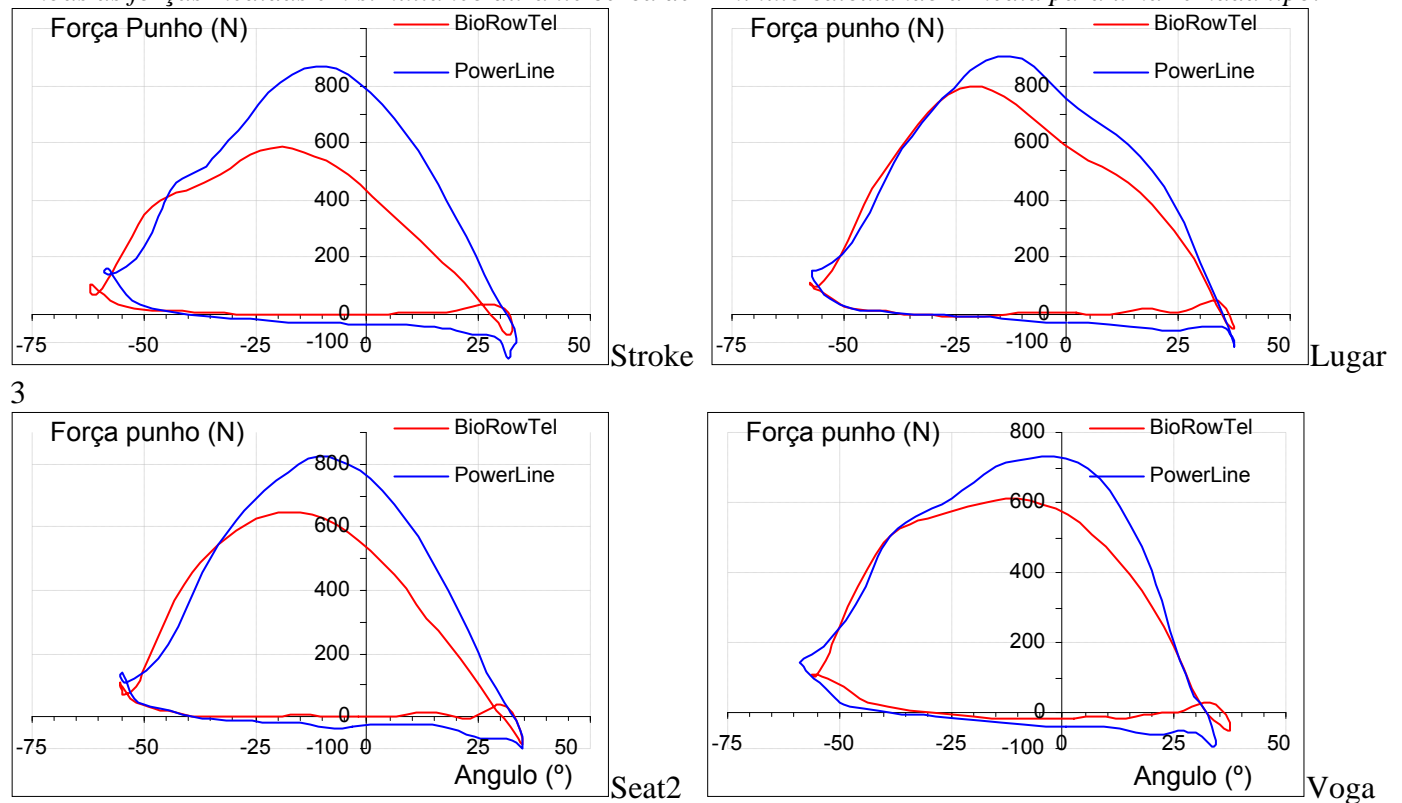 Força Punho (N)
BioRowTel
PowerLine
800
600
400
200
0
-100
-75 -50 -25 0 25 50
Stroke
Força punho (N)
BioRowTel
PowerLine
800
600
400
200
0
-100
-75 -50 -25 0 25 50
Lugar
3
Força punho (N)
BioRowTel
PowerLine
800
600
400
200
0
-100
-75 -50 -25 0 25 50
Angulo (º)
Seat2
Força punho (N)
BioRowTel
PowerLine
800
600
400
200
0
-100
-75 -50 -25 0 25 50
Angulo (º)
Voga